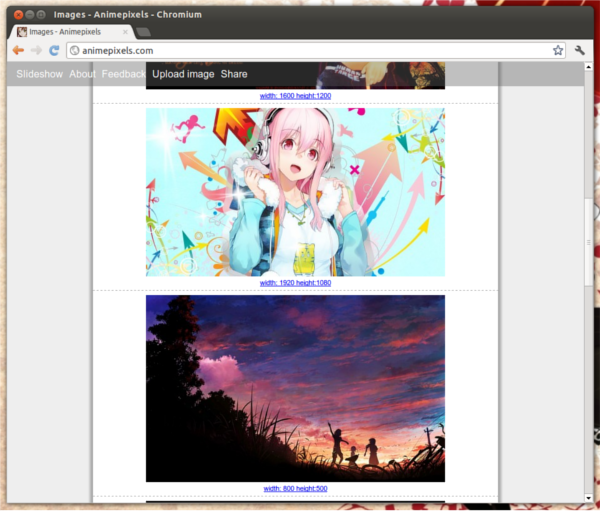 Images - Animepixels - Chromium
Images - Animepixels
animepixels.com
Slideshow About Feedback Upload image Share
width: 1600 height:1200
width: 1920 height:1080
width: 800 height:500